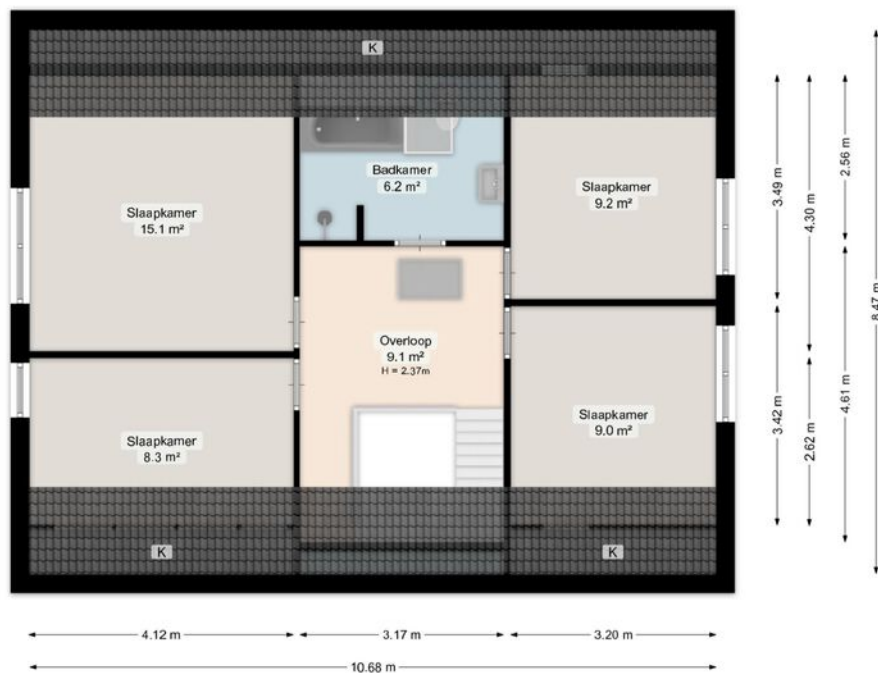 K
Badkamer
6.2 m²
Slaapkamer
15.1 m²
Slaapkamer
9.2 m²
Overloop
9.1 m²
H = 2.37m
Slaapkamer
8.3 m²
Slaapkamer
9.0 m²
K
K
3.49 m
4.30 m
2.56 m
8.47 m
3.42 m
2.62 m
4.61 m
4.12 m
3.17 m
3.20 m
10.68 m